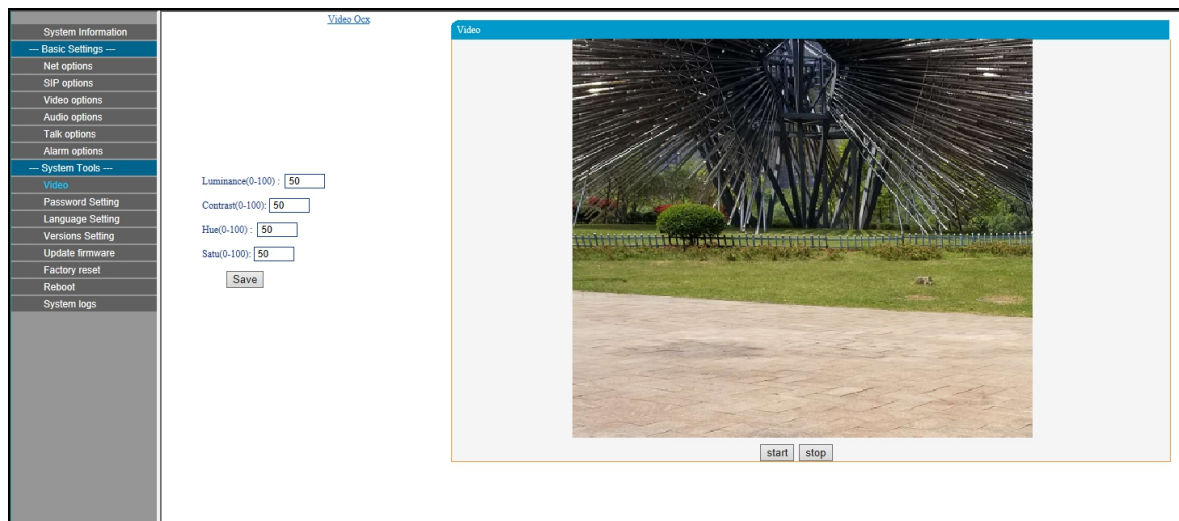 System Information
--- Basic Settings ---
Net options
SIP options
Video options
Audio options
Talk options
Alarm options
--- System Tools ---
Video
Password Setting
Language Setting
Versions Setting
Update firmware
Factory reset
Reboot
System logs
Video Ocx
Luminance(0-100) : 50
Contrast(0-100): 50
Hue(0-100) : 50
Satu(0-100): 50
Save
Video
start stop